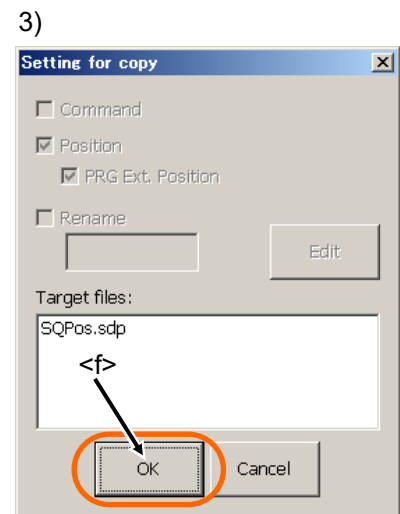 3)
Setting for copy
Command
Position
PRG Ext. Position
Rename
Edit
Target files:
SQPos.sdp
<f>
OK Cancel